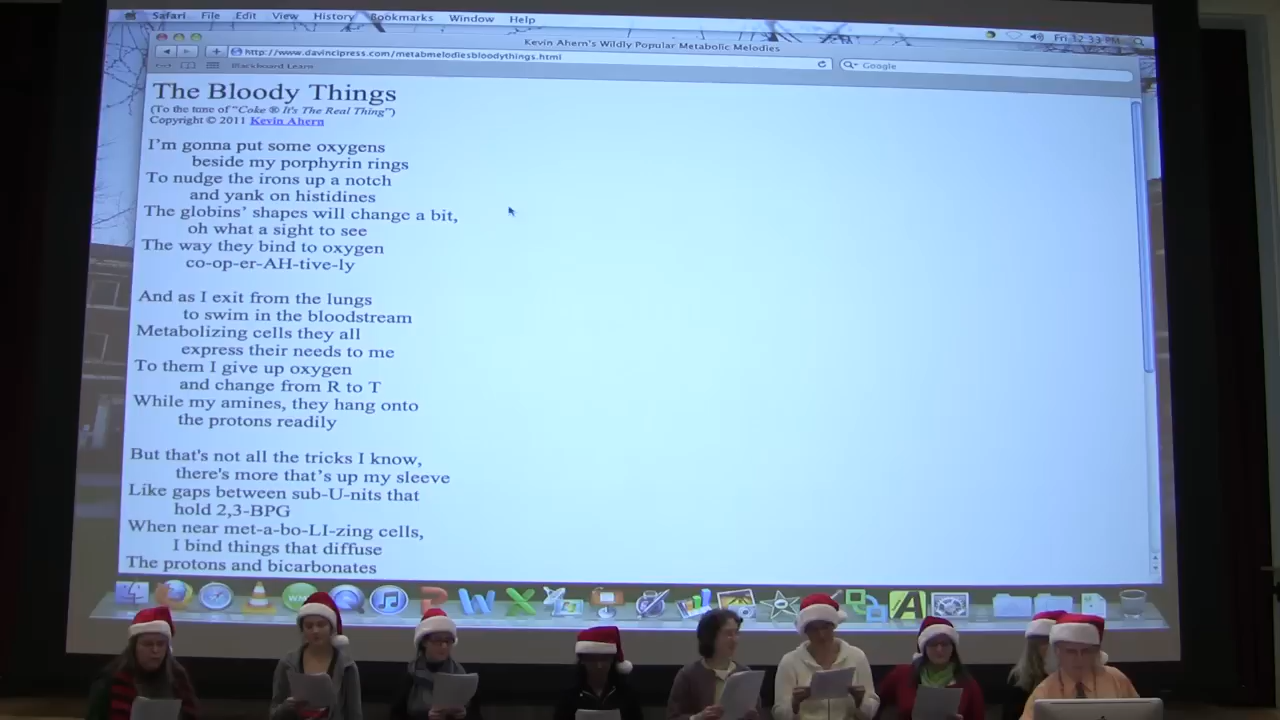 Safari File Edit View History Bookmarks Window Help
Fri 12:33 PM
Kevin Ahern's Wildly Popular Metabolic Melodies
http://www.davincipress.com/metabmelodiesbloodythings.html
Google
Blackboard Learn
The Bloody Things
(To the tune of "Coke ® It's The Real Thing")
Copyright © 2011 Kevin Ahern
I'm gonna put some oxygens
beside my porphyrin rings
To nudge the irons up a notch
and yank on histidines
The globins' shapes will change a bit,
oh what a sight to see
The way they bind to oxygen
co-op-er-AH-tive-ly
And as I exit from the lungs
to swim in the bloodstream
Metabolizing cells they all
express their needs to me
To them I give up oxygen
and change from R to T
While my amines, they hang onto
the protons readily
But that's not all the tricks I know,
there's more that's up my sleeve
Like gaps between sub-U-nits that
hold 2,3-BPG
When near met-a-bo-LI-zing cells,
I bind things that diffuse
The protons and bicarbonates